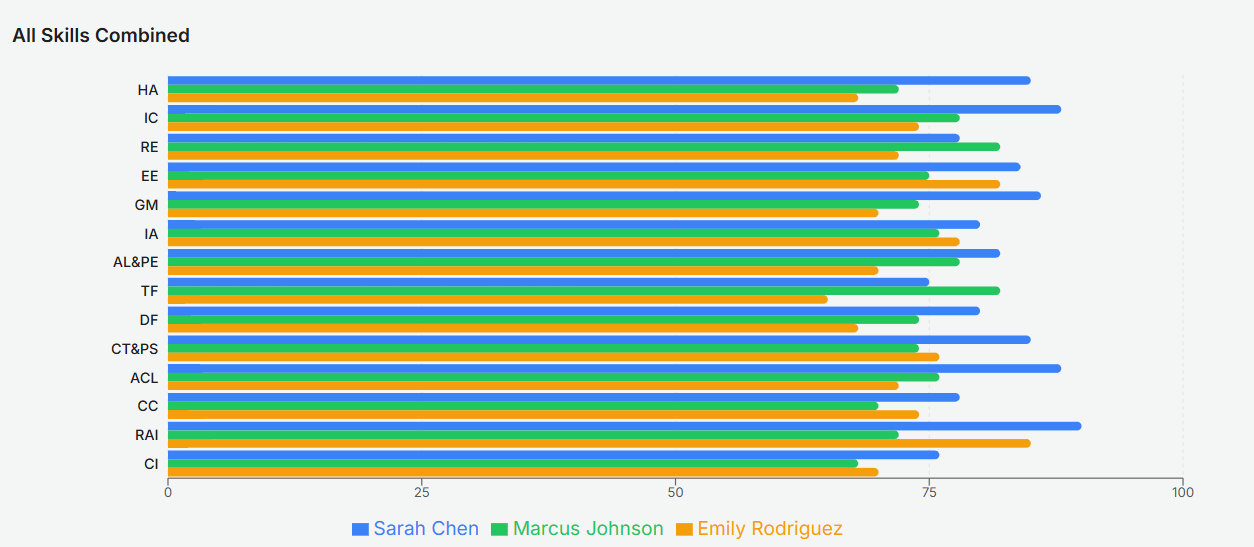 All Skills Combined
HA
IC
RE
EE
GM
IA
AL&PE
TF
DF
CT&PS
ACL
CC
RAI
CI
0 25 50 75 100
Sarah Chen Marcus Johnson Emily Rodriguez